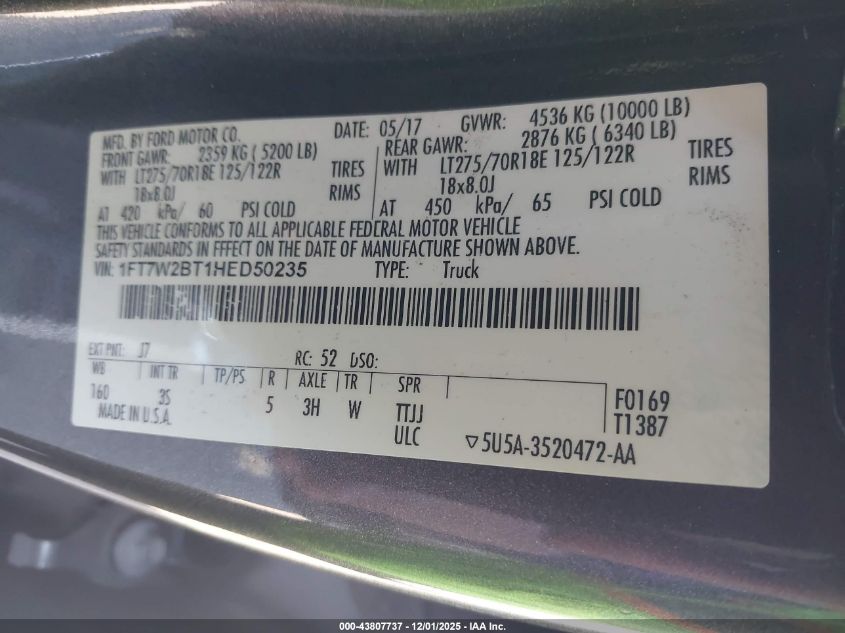 MFD. BY FORD MOTOR CO.
DATE: 05/17 GVWR: 4536 KG (10000 LB)
FRONT GAWR: 2359 KG ( 5200 LB)
REAR GAWR: 2876 KG ( 6340 LB)
WITH LT275/70R18E 125/122R TIRES
WITH LT275/70R18E 125/122R TIRES
18x8.0J RIMS
18x8.0J RIMS
AT 420 kPa/ 60 PSI COLD
AT 450 kPa/ 65 PSI COLD
THIS VEHICLE CONFORMS TO ALL APPLICABLE FEDERAL MOTOR VEHICLE
SAFETY STANDARDS IN EFFECT ON THE DATE OF MANUFACTURE SHOWN ABOVE.
VIN: 1FT7W2BT1HED50235 TYPE: Truck
EXT PNT: J7 RC: 52 DSO:
WB INT TR TP/PS R AXLE TR SPR
160 3S 5 3H W TTJJ F0169
MADE IN U.S.A. ULC T1387
5U5A-3520472-AA
000-43807737 - 12/01/2025 - IAA Inc.